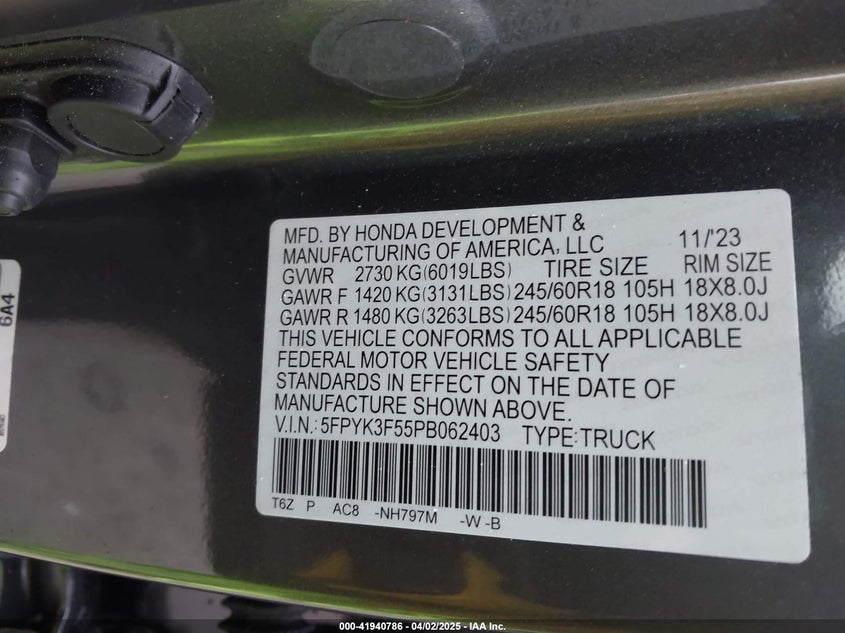 MFD. BY HONDA DEVELOPMENT &
MANUFACTURING OF AMERICA, LLC 11/'23
GVWR 2730 KG(6019LBS) TIRE SIZE RIM SIZE
GAWR F 1420 KG(3131LBS) 245/60R18 105H 18X8.0J
GAWR R 1480 KG(3263LBS) 245/60R18 105H 18X8.0J
THIS VEHICLE CONFORMS TO ALL APPLICABLE
FEDERAL MOTOR VEHICLE SAFETY
STANDARDS IN EFFECT ON THE DATE OF
MANUFACTURE SHOWN ABOVE.
V.I.N.: 5FPYK3F55PB062403 TYPE:TRUCK
T6Z P AC8 -NH797M -W -B
6A4
000-41940786 - 04/02/2025 - IAA Inc.